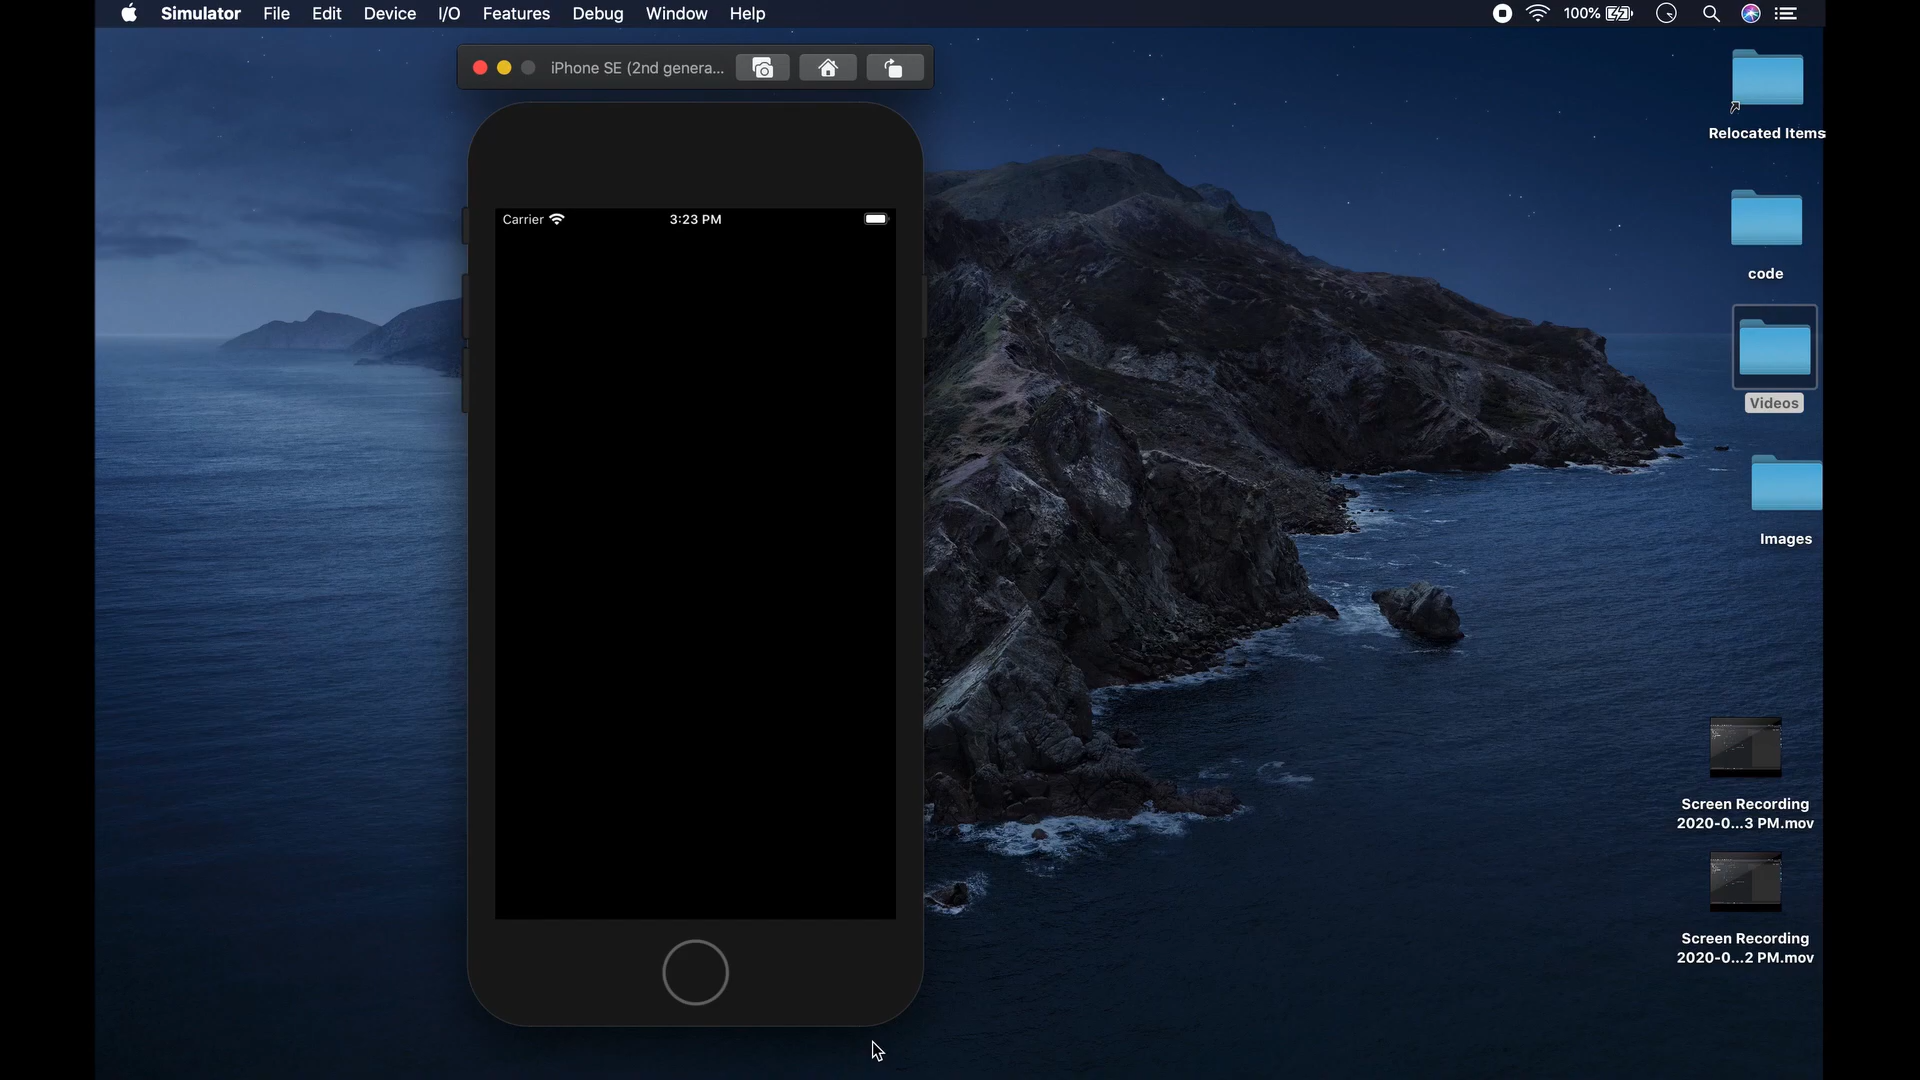 Simulator File Edit Device I/O Features Debug Window Help 100%
iPhone SE (2nd genera...
Carrier 3:23 PM
Relocated Items
code
Videos
Images
Screen Recording
2020-0...3 PM.mov
Screen Recording
2020-0...2 PM.mov